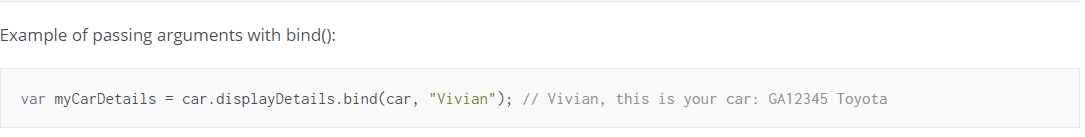 Example of passing arguments with bind():
var myCarDetails = car.displayDetails.bind(car, "Vivian"); // Vivian, this is your car: GA12345 Toyota